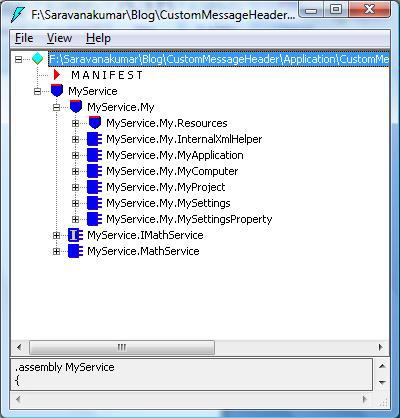 F:\Saravanakumar\Blog\CustomMessageHeader...
File View Help
F:\Saravanakumar\Blog\CustomMessageHeader\Application\CustomMe
M A N I F E S T
MyService
MyService.My
MyService.My.Resources
MyService.My.InternalXmlHelper
MyService.My.MyApplication
MyService.My.MyComputer
MyService.My.MyProject
MyService.My.MySettings
MyService.My.MySettingsProperty
MyService.IMathService
MyService.MathService
.assembly MyService
{